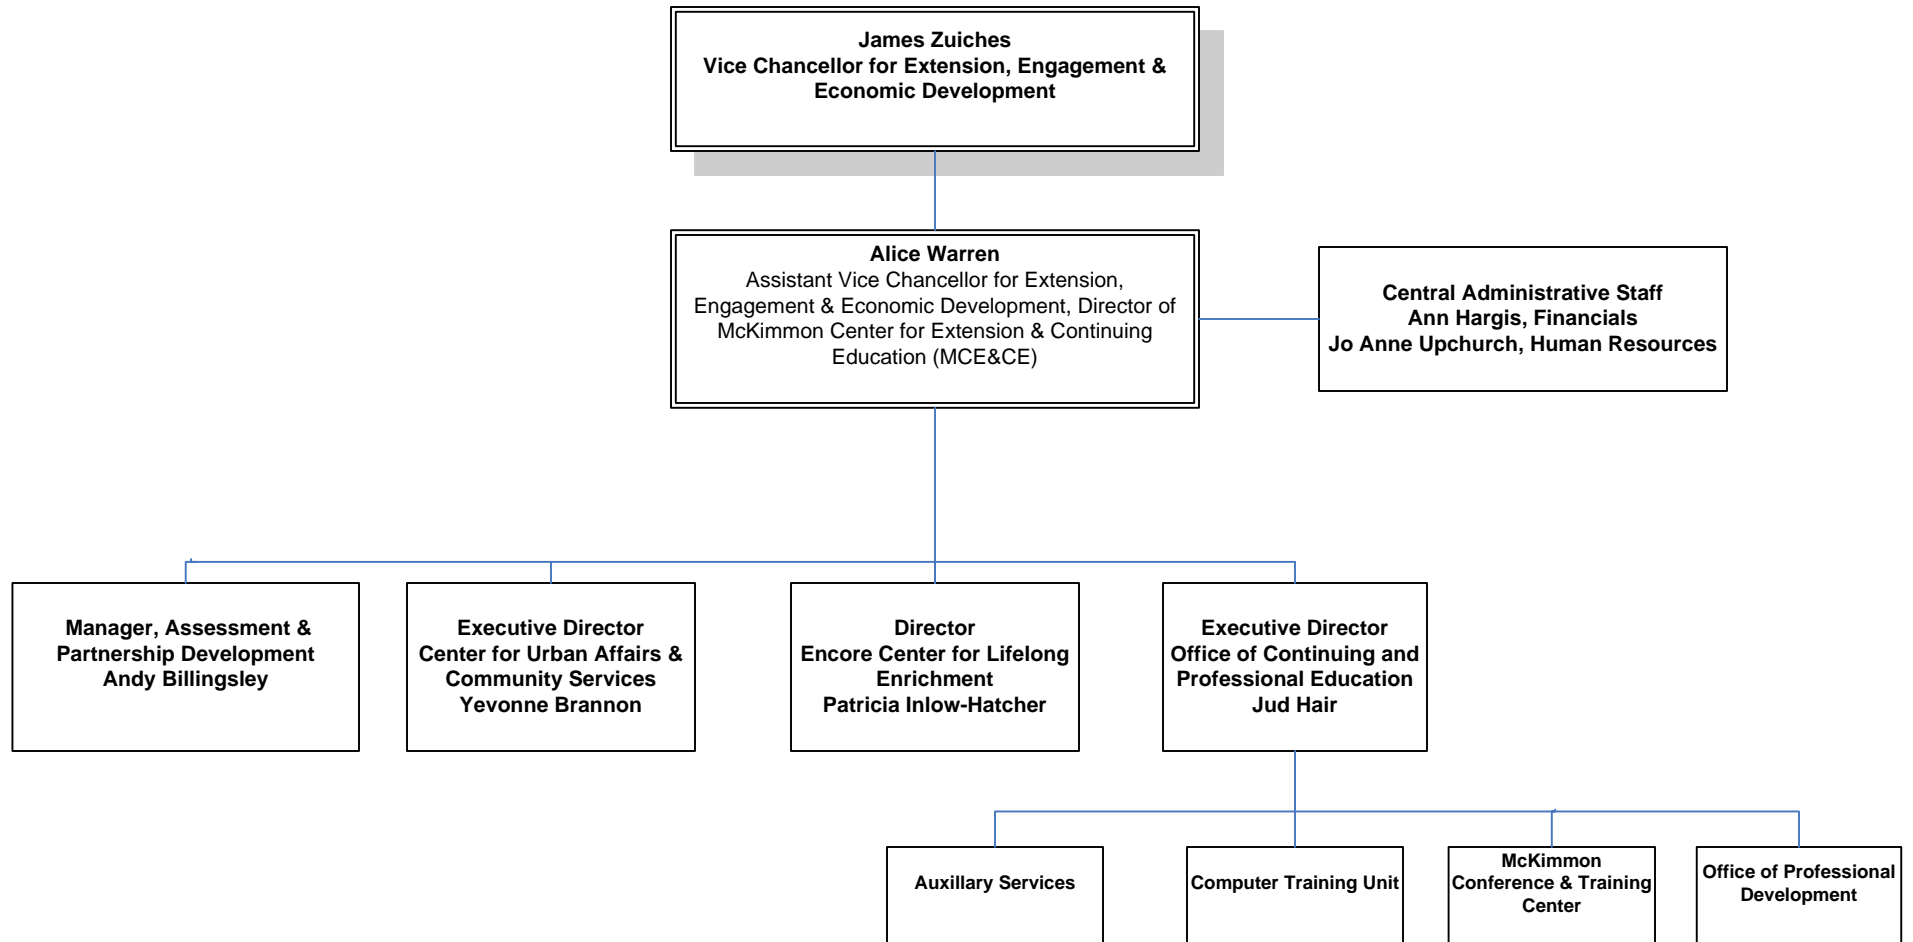 James Zuiches
Vice Chancellor for Extension, Engagement &
Economic Development
Alice Warren
Assistant Vice Chancellor for Extension,
Engagement & Economic Development, Director of
McKimmon Center for Extension & Continuing
Education (MCE&CE)
Central Administrative Staff
Ann Hargis, Financials
Jo Anne Upchurch, Human Resources
Manager, Assessment &
Partnership Development
Andy Billingsley
Executive Director
Center for Urban Affairs &
Community Services
Yevonne Brannon
Director
Encore Center for Lifelong
Enrichment
Patricia Inlow-Hatcher
Executive Director
Office of Continuing and
Professional Education
Jud Hair
Auxillary Services
Computer Training Unit
McKimmon
Conference & Training
Center
Office of Professional
Development